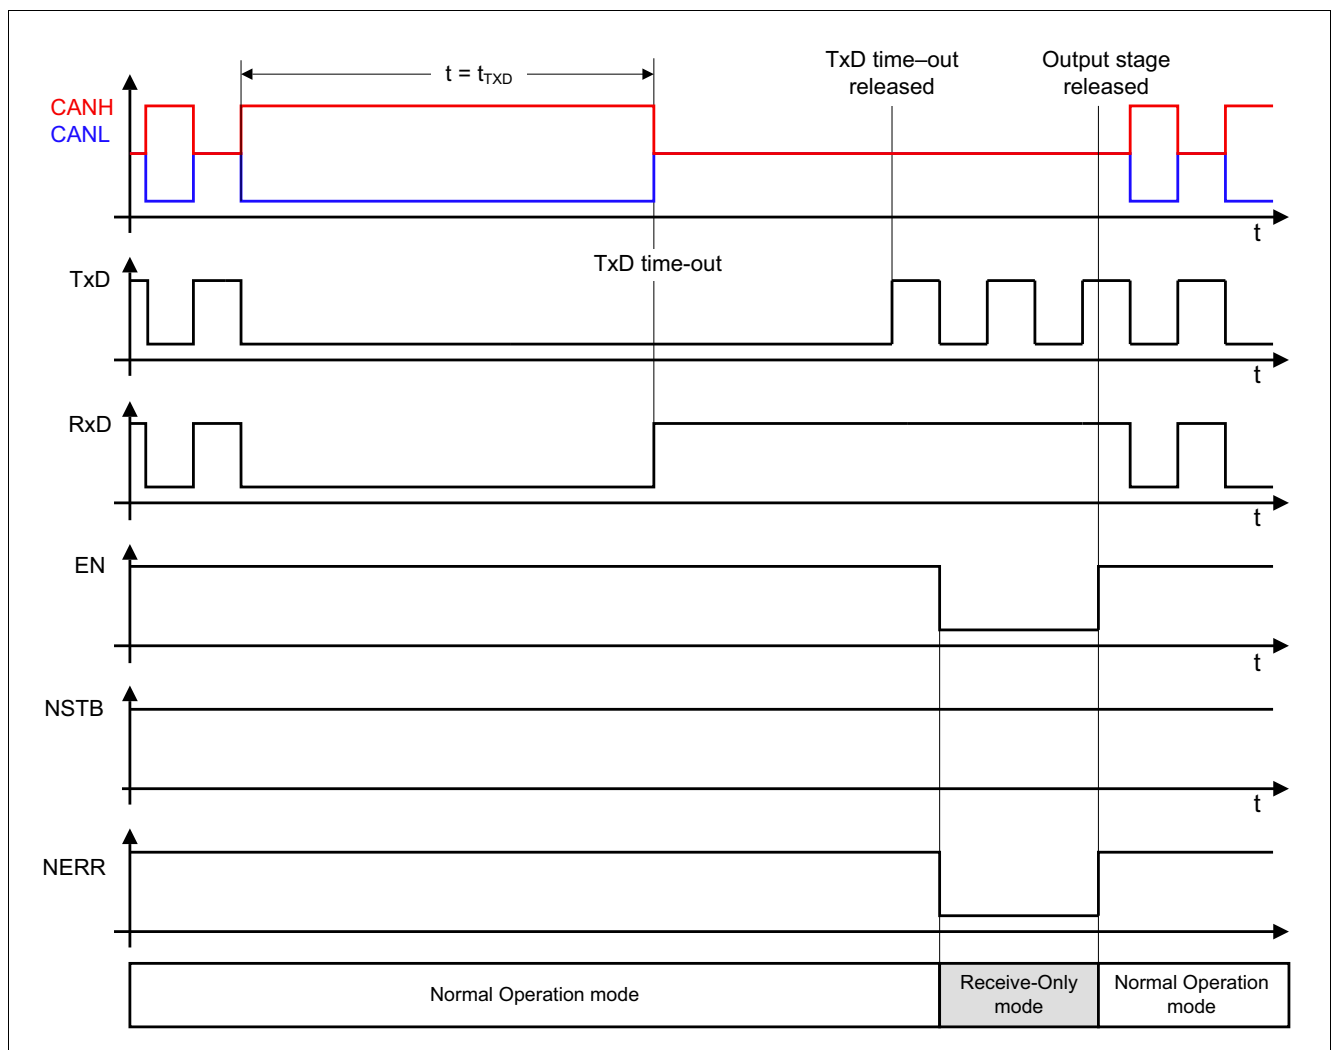 t = tTXD
TxD time–out
released
Output stage
released
CANH
CANL
t
TxD time-out
TxD
t
RxD
t
EN
t
NSTB
t
NERR
Normal Operation mode
Receive-Only
mode
Normal Operation
mode